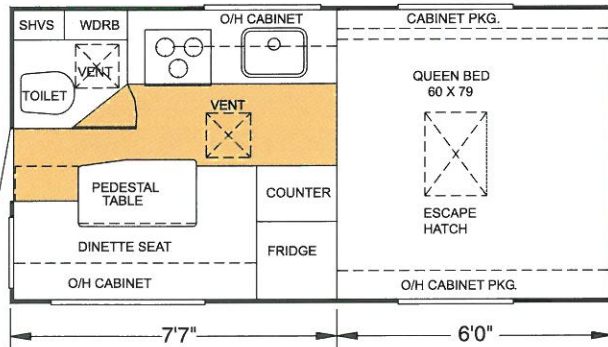 SHVS
WDRB
O/H CABINET
CABINET PKG.
VENT
TOILET
QUEEN BED
60 X 79
VENT
PEDESTAL
TABLE
COUNTER
ESCAPE
HATCH
DINETTE SEAT
FRIDGE
O/H CABINET
O/H CABINET PKG.
7'7"
6'0"